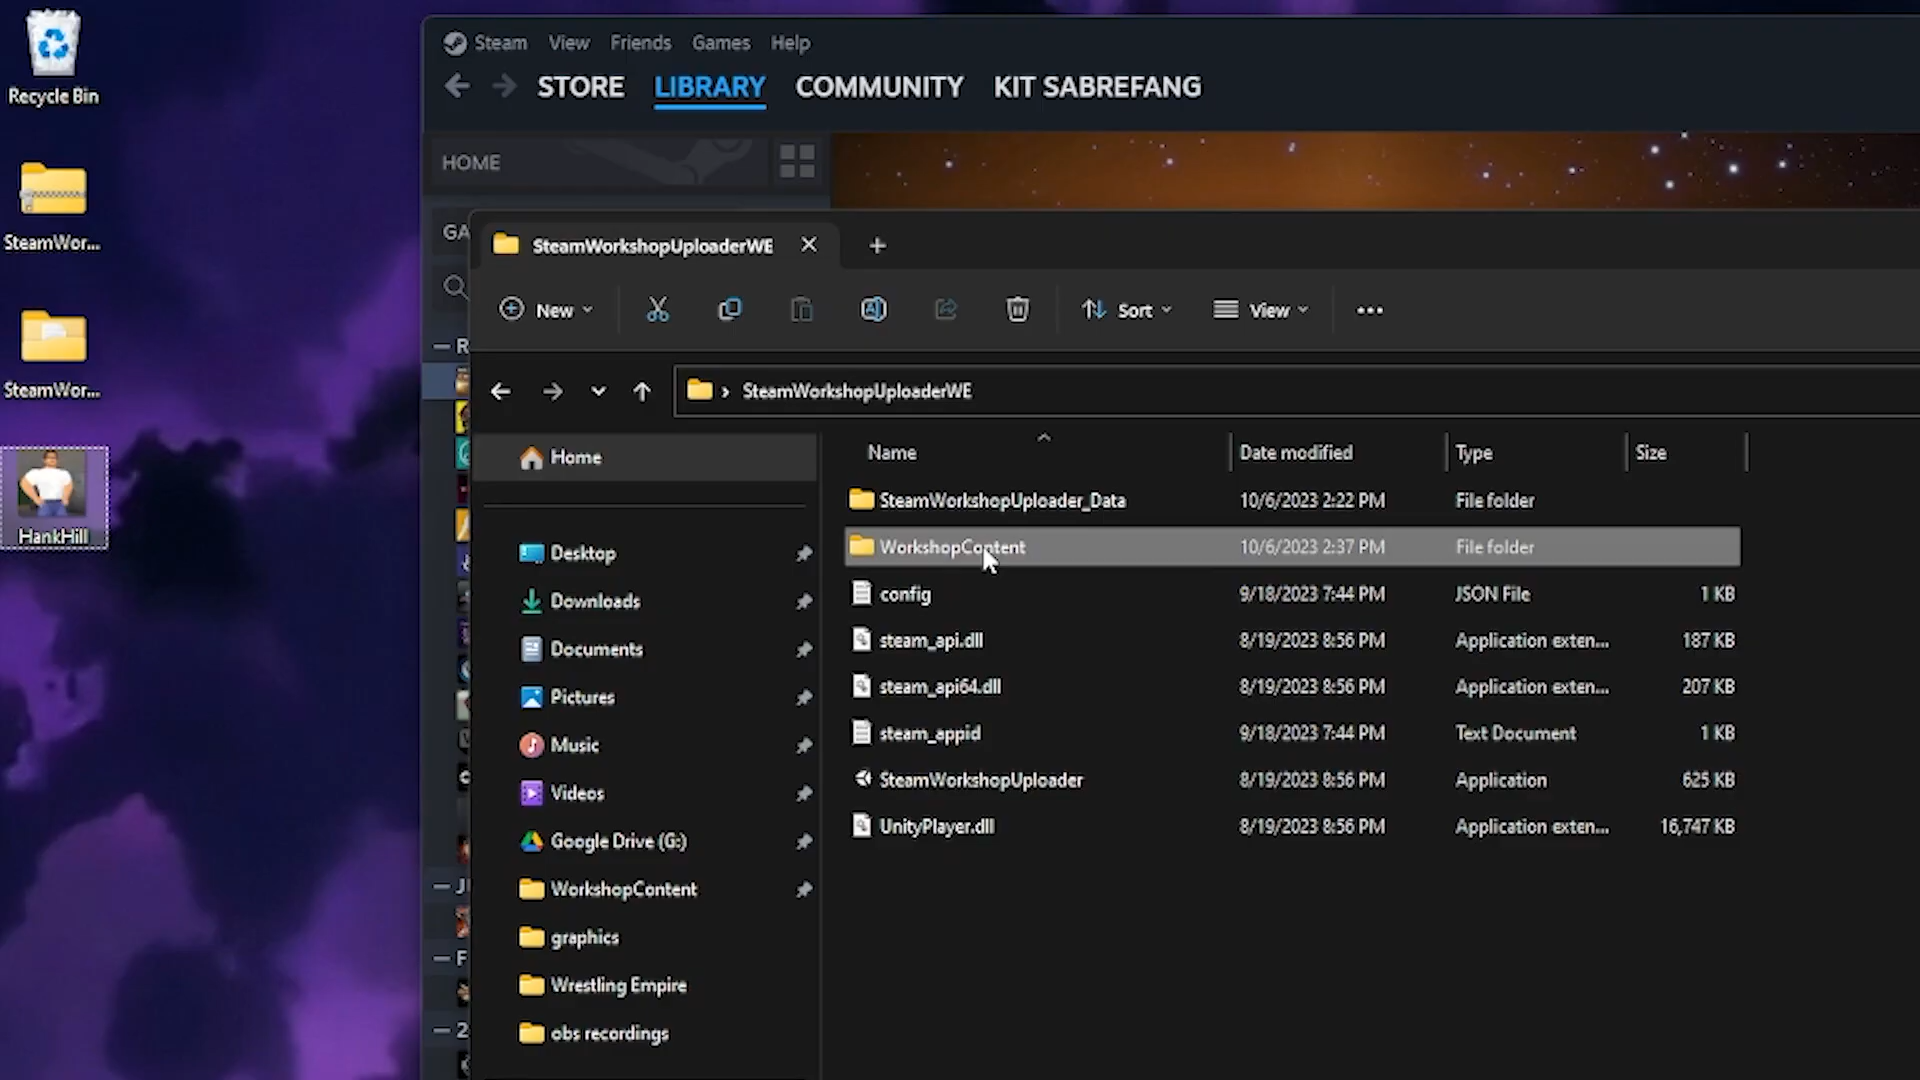 Recycle Bin
SteamWor...
SteamWor...
HankHill
Steam View Friends Games Help
STORE LIBRARY COMMUNITY KIT SABREFANG
HOME
GA
SteamWorkshopUploaderWE
New Sort View
SteamWorkshopUploaderWE
R
J
F
2
Home
Desktop
Downloads
Documents
Pictures
Music
Videos
Google Drive (G:)
WorkshopContent
graphics
Wrestling Empire
obs recordings
Name Date modified Type Size
SteamWorkshopUploader_Data 10/6/2023 2:22 PM File folder
WorkshopContent 10/6/2023 2:37 PM File folder
config 9/18/2023 7:44 PM JSON File 1 KB
steam_api.dll 8/19/2023 8:56 PM Application exten... 187 KB
steam_api64.dll 8/19/2023 8:56 PM Application exten... 207 KB
steam_appid 9/18/2023 7:44 PM Text Document 1 KB
SteamWorkshopUploader 8/19/2023 8:56 PM Application 625 KB
UnityPlayer.dll 8/19/2023 8:56 PM Application exten... 16,747 KB